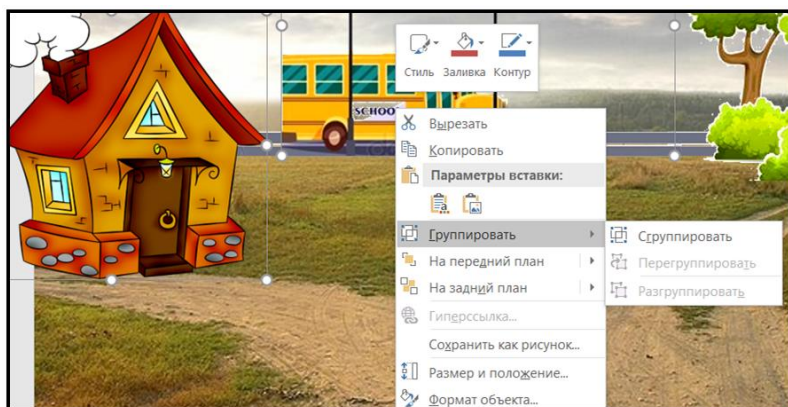 Стиль Заливка Контур
SCHOO
Вырезать
Копировать
Параметры вставки:
Группировать
Сгруппировать
На передний план
Перегруппировать
На задний план
Разгруппировать
Гиперссылка...
Сохранить как рисунок...
Размер и положение...
Формат объекта...